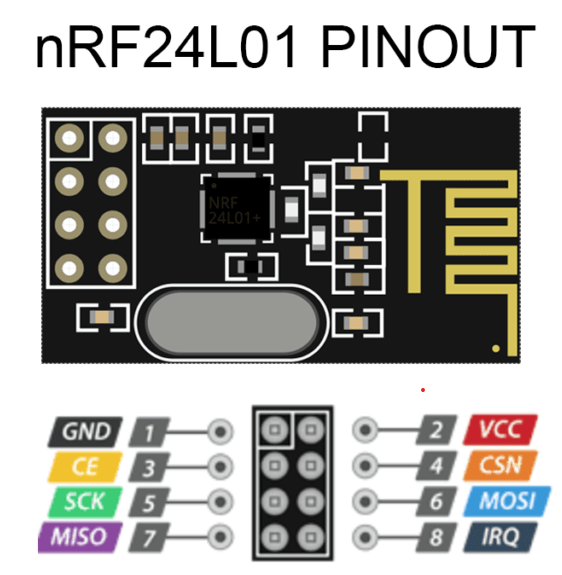 nRF24L01 PINOUT
NRF
24L01+
GND 1 2 VCC
CE 3 4 CSN
SCK 5 6 MOSI
MISO 7 8 IRQ